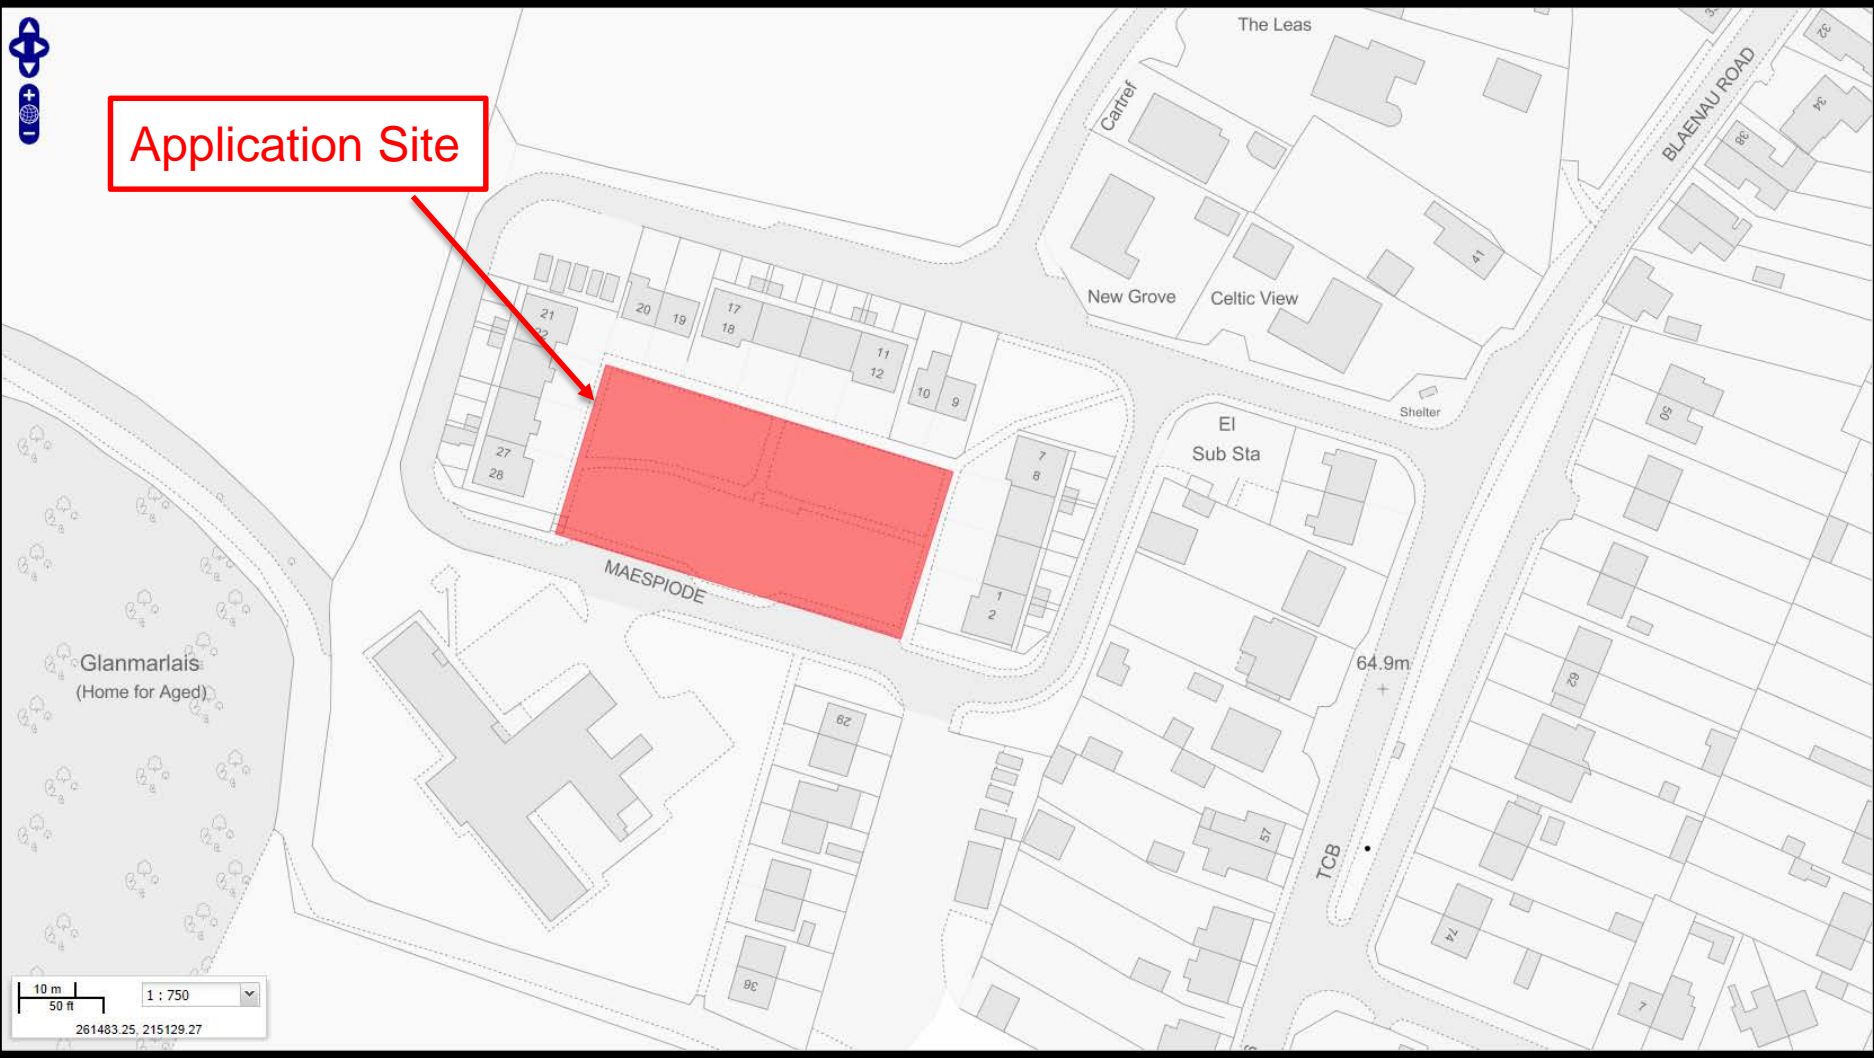 The Leas
32
32
BLAENAU ROAD
34
38
Cartref
Application Site
41
New Grove
Celtic View
21
22
20
19
17
18
11
12
10
9
Shelter
50
El
Sub Sta
27
28
7
8
MAESPIODE
1
2
Glanmarlais
(Home for Aged)
64.9m
62
29
57
TCB
74
36
7
10 m
50 ft
1 : 750
261483.25, 215129.27